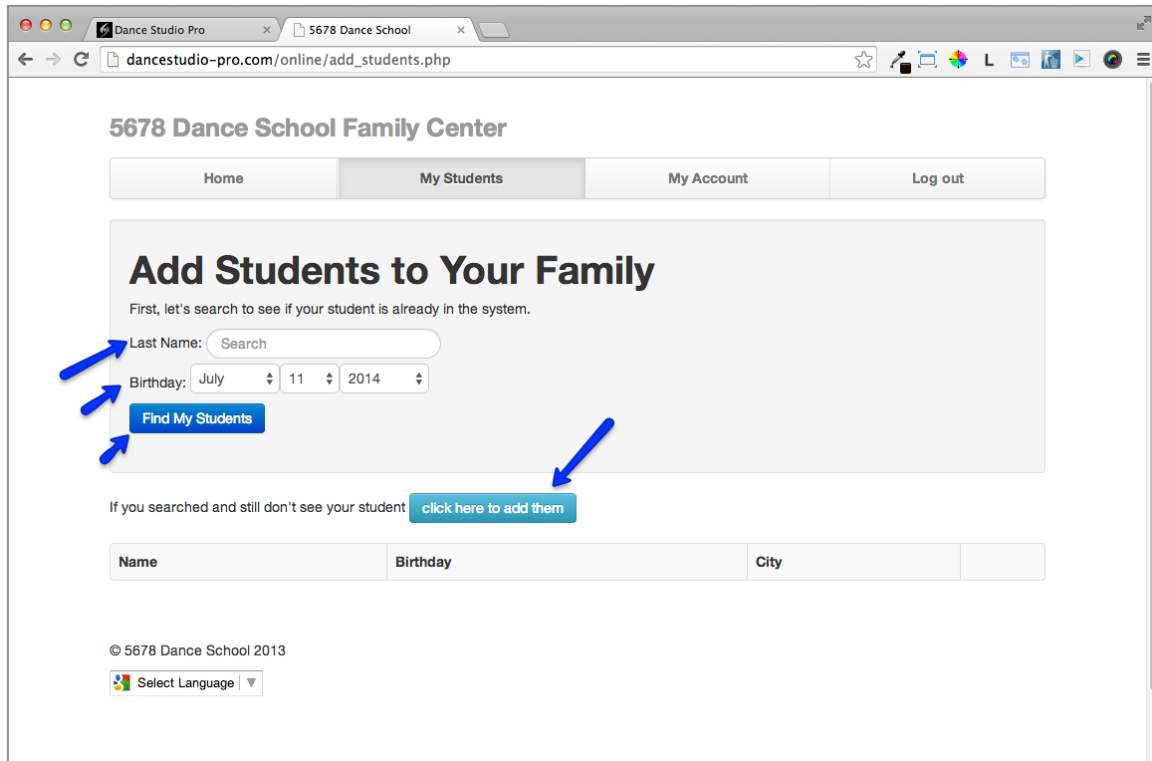 Dance Studio Pro
5678 Dance School
dancestudio-pro.com/online/add_students.php
L
5678 Dance School Family Center
Home My Students My Account Log out
Add Students to Your Family
First, let's search to see if your student is already in the system.
Last Name: Search
Birthday: July 11 2014
Find My Students
If you searched and still don't see your student click here to add them
Name Birthday City
© 5678 Dance School 2013
Select Language